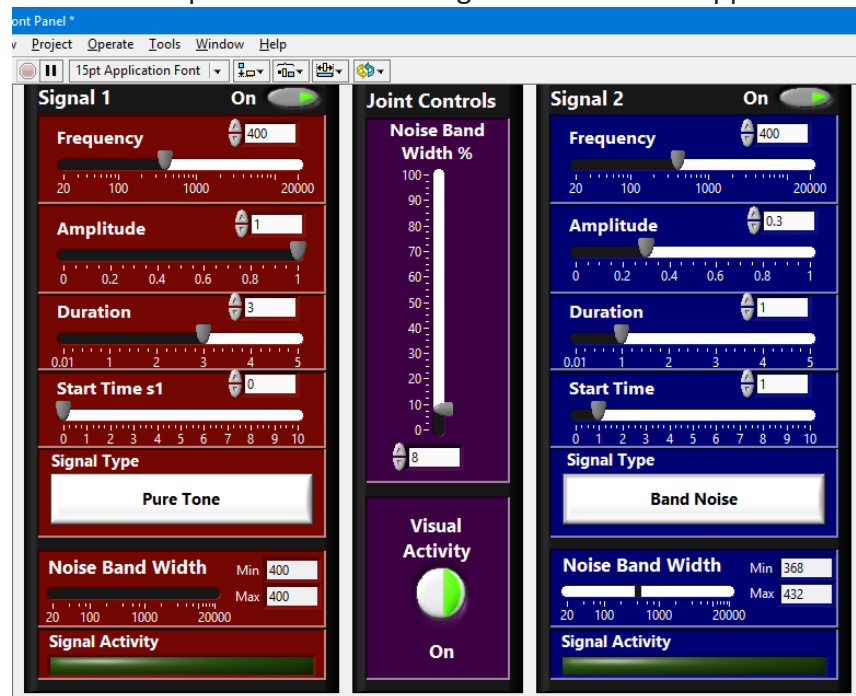 ont Panel *
Project Operate Tools Window Help
15pt Application Font
Signal 1 On
Frequency 400
20 100 1000 20000
Amplitude 1
0 0.2 0.4 0.6 0.8 1
Duration 3
0.01 1 2 3 4 5
Start Time s1 0
0 1 2 3 4 5 6 7 8 9 10
Signal Type
Pure Tone
Noise Band Width Min 400
Max 400
20 100 1000 20000
Signal Activity
Joint Controls
Noise Band
Width %
100
90
80
70
60
50
40
30
20
10
0
8
Visual
Activity
On
Signal 2 On
Frequency 400
20 100 1000 20000
Amplitude 0.3
0 0.2 0.4 0.6 0.8 1
Duration 1
0.01 1 2 3 4 5
Start Time 1
0 1 2 3 4 5 6 7 8 9 10
Signal Type
Band Noise
Noise Band Width Min 368
Max 432
20 100 1000 20000
Signal Activity